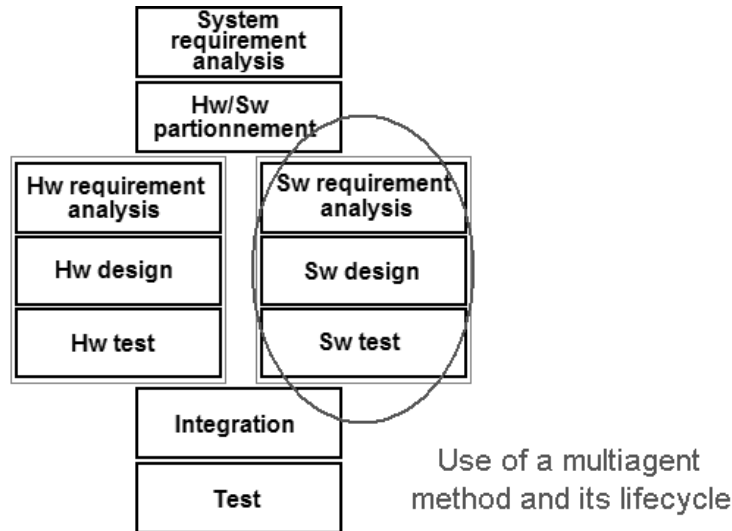 System
requirement
analysis
Hw/Sw
partionnement
Hw requirement
analysis
Sw requirement
analysis
Hw design
Sw design
Hw test
Sw test
Integration
Test
Use of a multiagent
method and its lifecycle